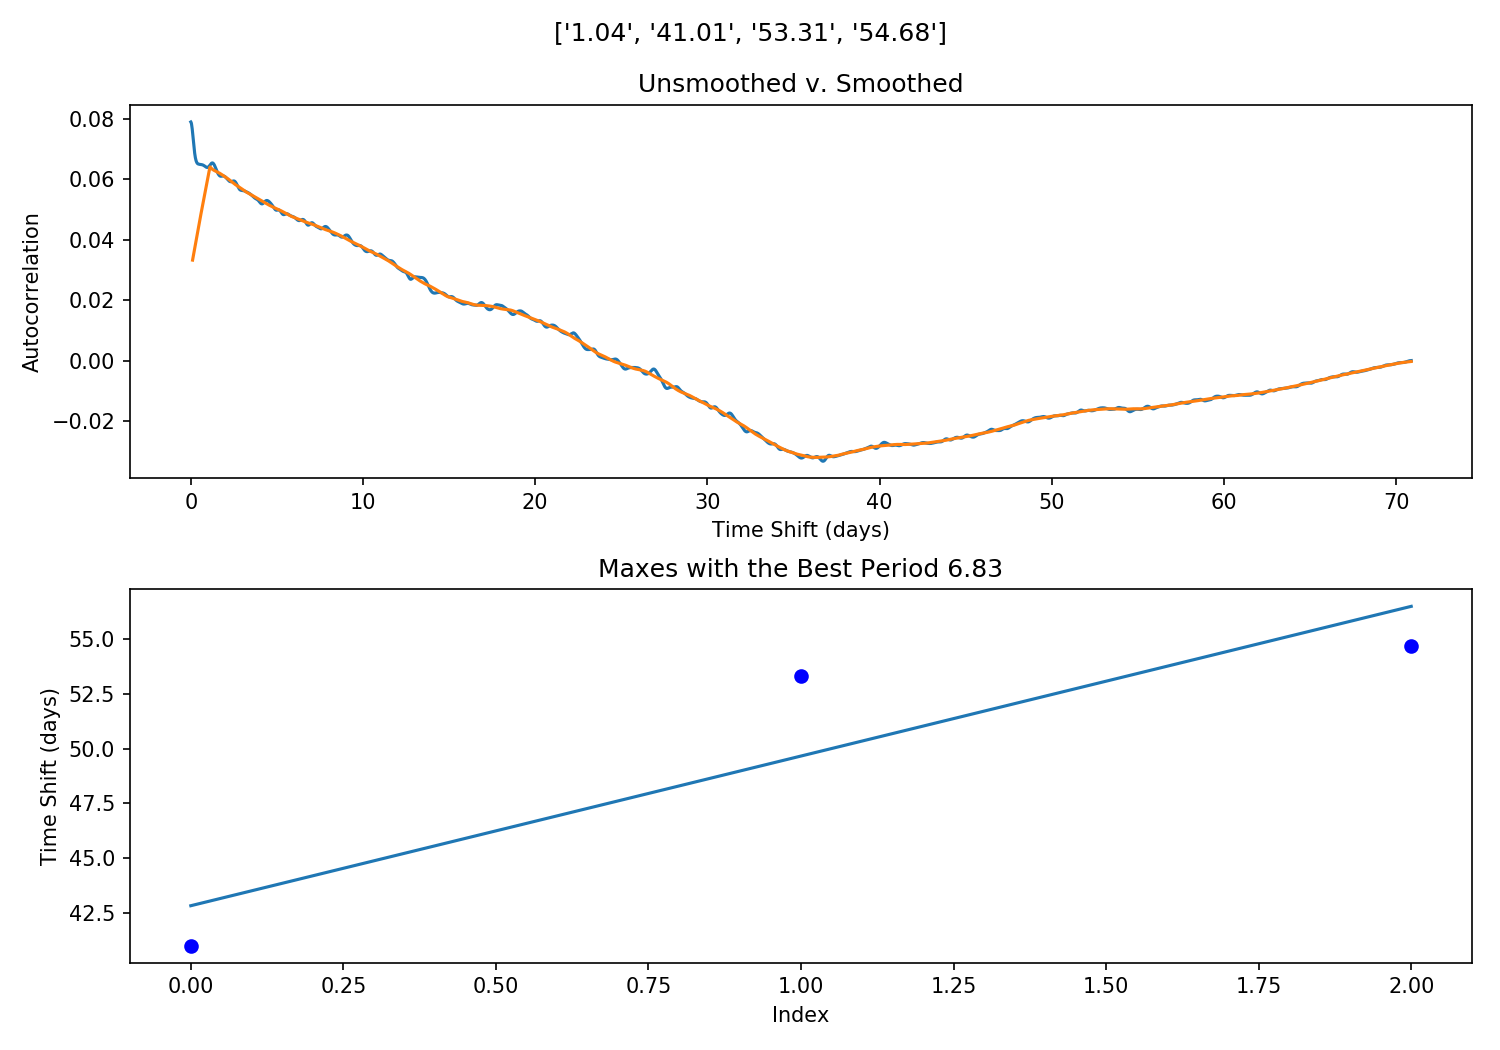 ['1.04', '41.01', '53.31', '54.68']
Unsmoothed v. Smoothed
0.08
0.06
0.04
0.02
0.00
−0.02
Autocorrelation
0 10 20 30 40 50 60 70
Time Shift (days)
Maxes with the Best Period 6.83
55.0
52.5
50.0
47.5
45.0
42.5
Time Shift (days)
0.00 0.25 0.50 0.75 1.00 1.25 1.50 1.75 2.00
Index